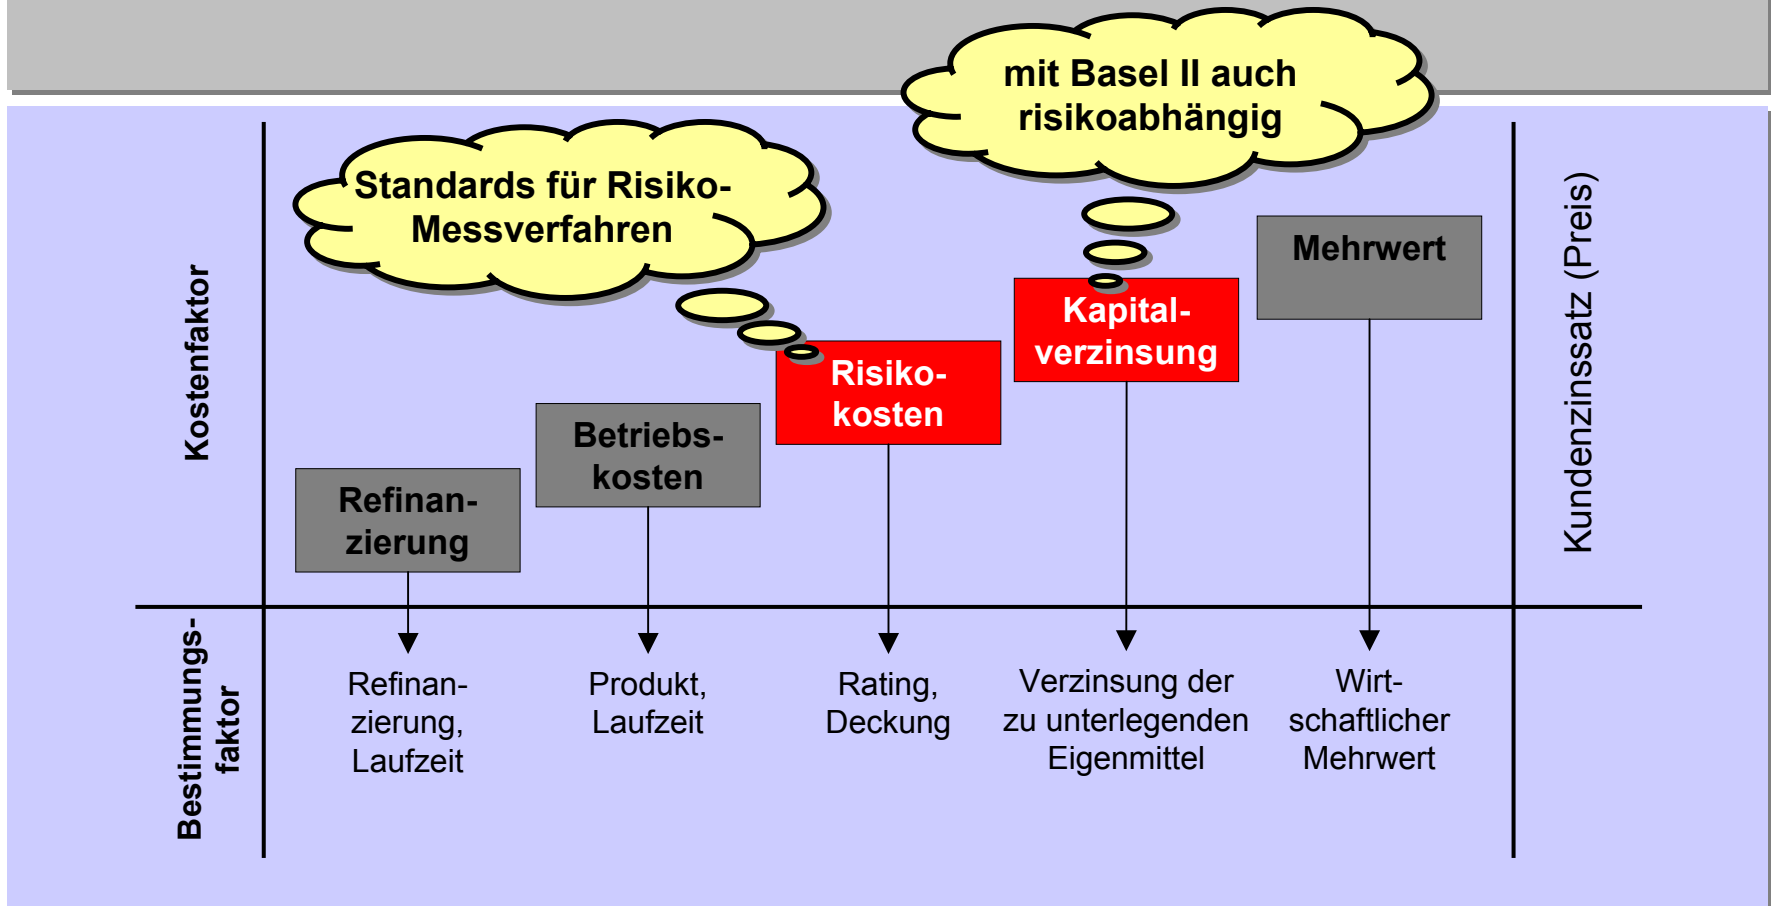 mit Basel II auch
risikoabhängig
Standards für Risiko-
Messverfahren
Kostenfaktor
Refinan-
zierung
Betriebs-
kosten
Risiko-
kosten
Kapital-
verzinsung
Mehrwert
Kundenzinssatz (Preis)
Bestimmungs-
faktor
Refinan-
zierung,
Laufzeit
Produkt,
Laufzeit
Rating,
Deckung
Verzinsung der
zu unterlegenden
Eigenmittel
Wirt-
schaftlicher
Mehrwert